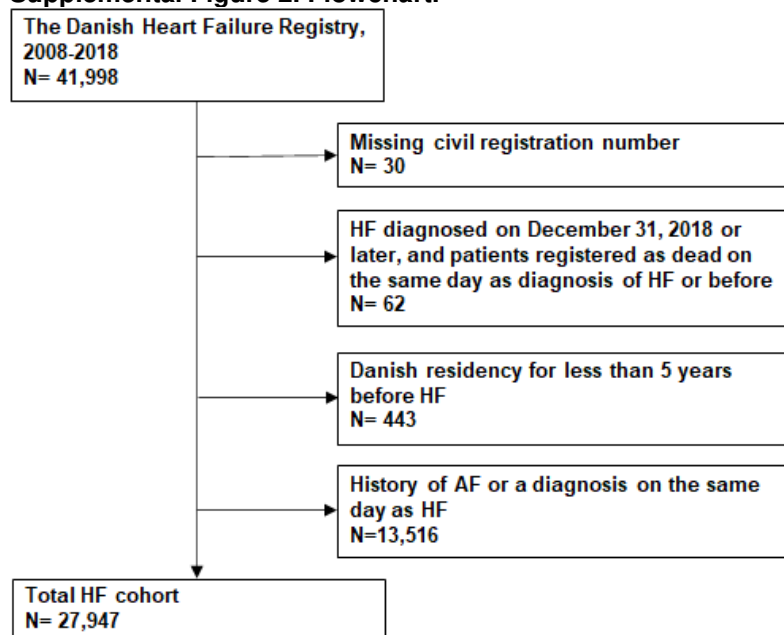 Supplemental Figure 2. Flowchart.
The Danish Heart Failure Registry,
2008-2018
N= 41,998
Missing civil registration number
N= 30
HF diagnosed on December 31, 2018 or
later, and patients registered as dead on
the same day as diagnosis of HF or before
N= 62
Danish residency for less than 5 years
before HF
N= 443
History of AF or a diagnosis on the same
day as HF
N=13,516
Total HF cohort
N= 27,947